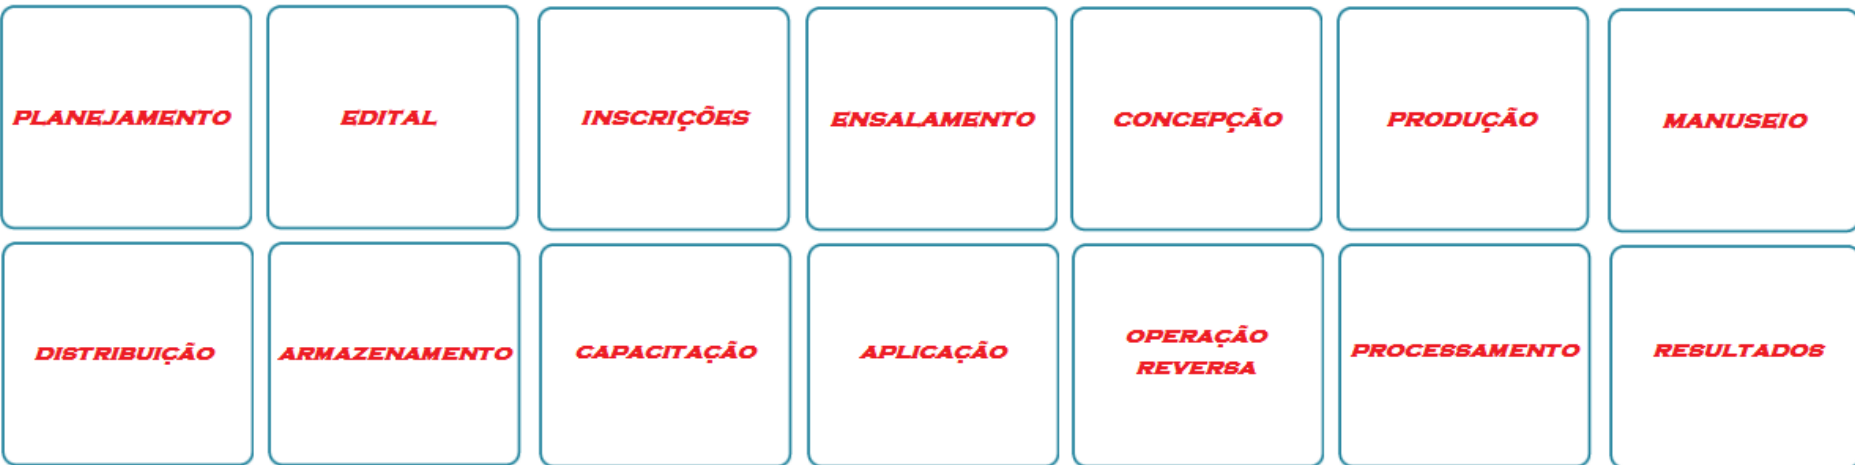 PLANEJAMENTO
EDITAL
INSCRIÇÕES
ENSALAMENTO
CONCEPÇÃO
PRODUÇÃO
MANUSEIO
DISTRIBUIÇÃO
ARMAZENAMENTO
CAPACITAÇÃO
APLICAÇÃO
OPERAÇÃO
REVERSA
PROCESSAMENTO
RESULTADOS